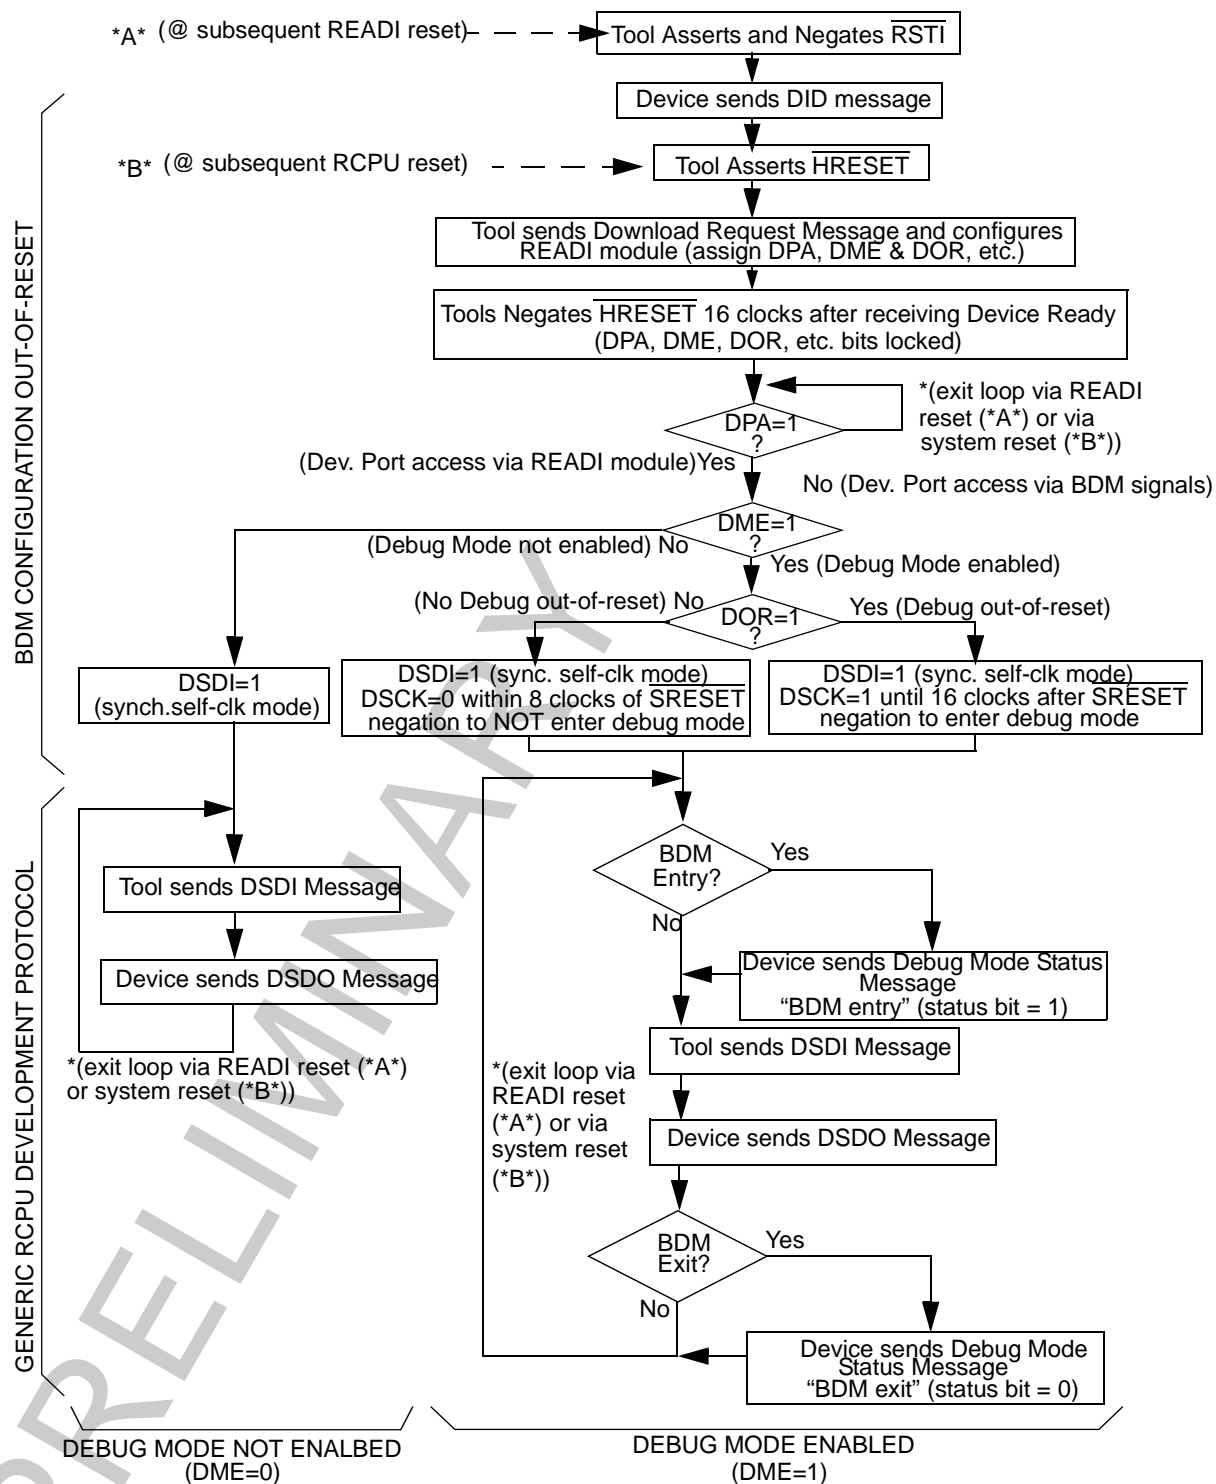 *A* (@ subsequent READI reset)
Tool Asserts and Negates RSTI
Device sends DID message
*B* (@ subsequent RCPU reset)
Tool Asserts HRESET
Tool sends Download Request Message and configures
READI module (assign DPA, DME & DOR, etc.)
Tools Negates HRESET 16 clocks after receiving Device Ready
(DPA, DME, DOR, etc. bits locked)
DPA=1
?
*(exit loop via READI
reset (*A*) or via
system reset (*B*))
(Dev. Port access via READI module)Yes
No (Dev. Port access via BDM signals)
DME=1
?
(Debug Mode not enabled) No
Yes (Debug Mode enabled)
DOR=1
?
(No Debug out-of-reset) No
Yes (Debug out-of-reset)
DSDI=1
(synch.self-clk mode)
DSDI=1 (sync. self-clk mode)
DSCK=0 within 8 clocks of SRESET
negation to NOT enter debug mode
DSDI=1 (sync. self-clk mode)
DSCK=1 until 16 clocks after SRESET
negation to enter debug mode
BDM CONFIGURATION OUT-OF-RESET
Tool sends DSDI Message
Device sends DSDO Message
*(exit loop via READI reset (*A*)
or system reset (*B*))
BDM
Entry?
Yes
No
Device sends Debug Mode Status
Message
“BDM entry” (status bit = 1)
Tool sends DSDI Message
*(exit loop via
READI reset
(*A*) or via
system reset
(*B*))
Device sends DSDO Message
BDM
Exit?
Yes
No
Device sends Debug Mode
Status Message
“BDM exit” (status bit = 0)
GENERIC RCPU DEVELOPMENT PROTOCOL
DEBUG MODE NOT ENALBED
(DME=0)
DEBUG MODE ENABLED
(DME=1)
PRELIMINARY